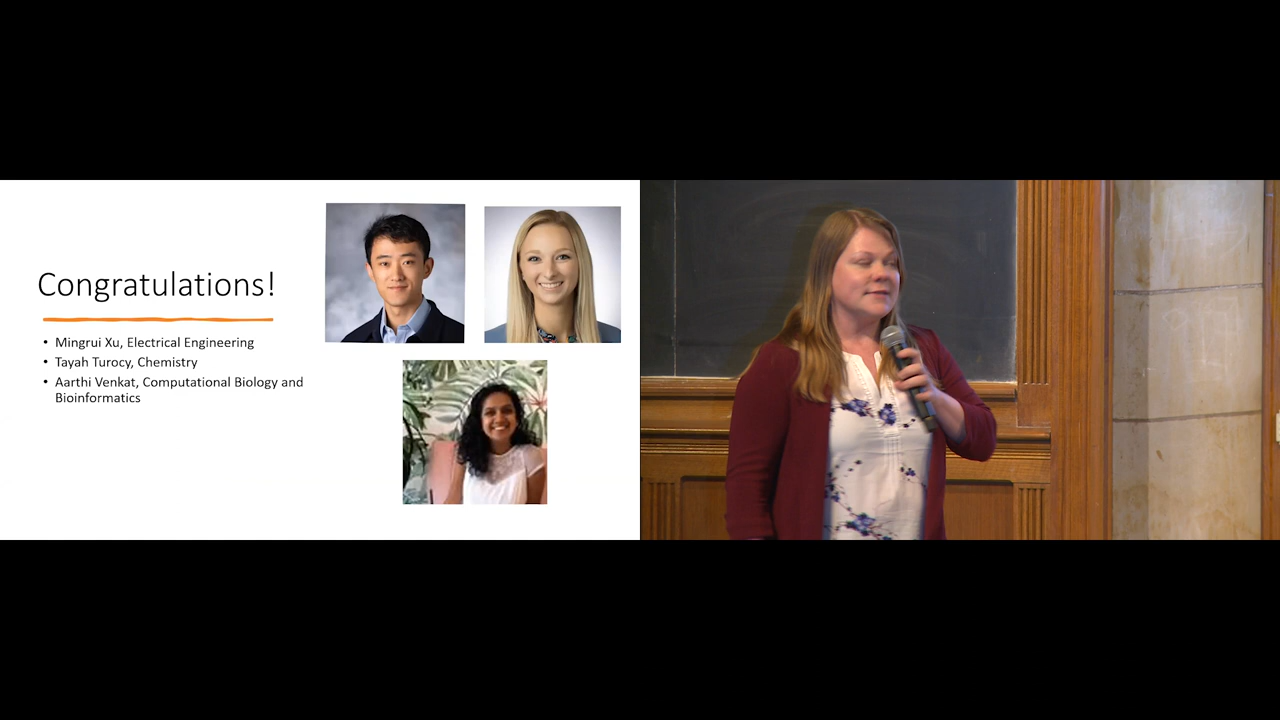 Congratulations!
• Mingrui Xu, Electrical Engineering
• Tayah Turocy, Chemistry
• Aarthi Venkat, Computational Biology and
Bioinformatics